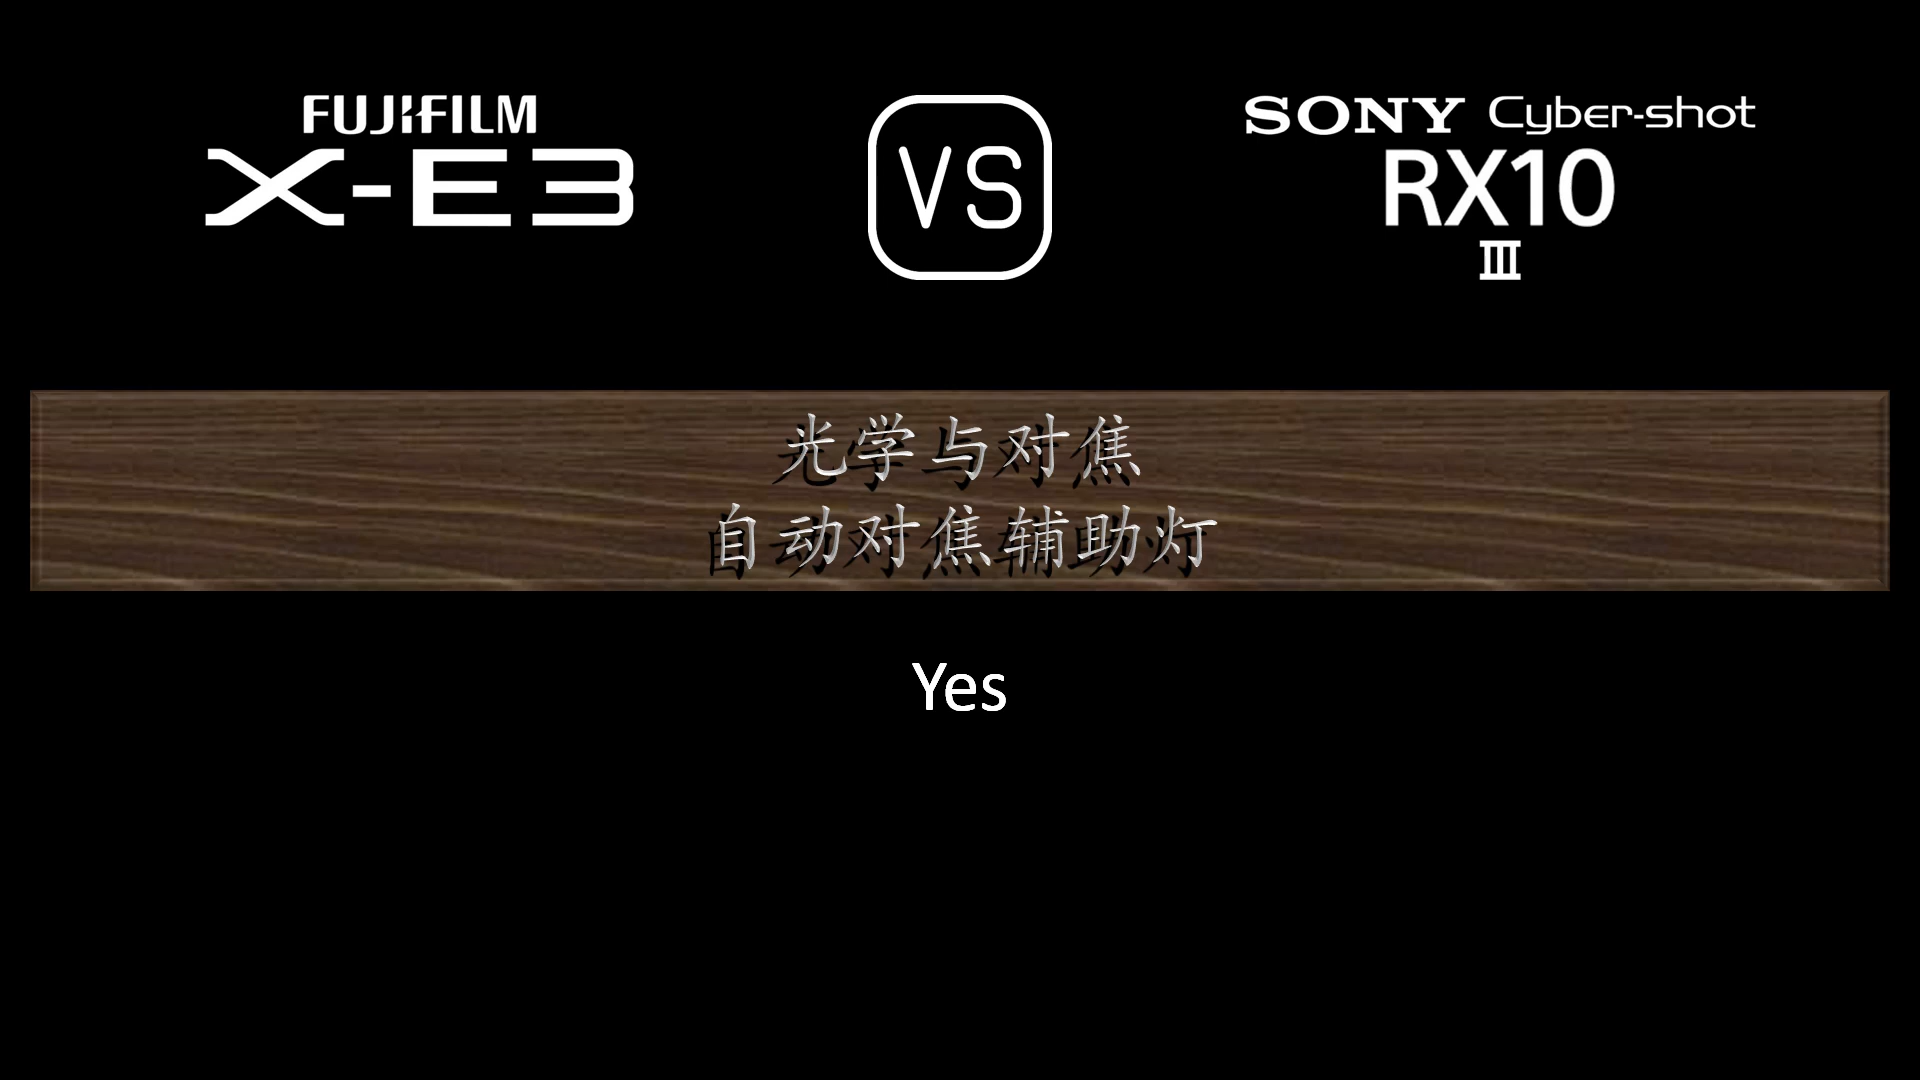 FUJIFILM
X-E3
VS
SONY Cyber-shot
RX10
III
光学与对焦
自动对焦辅助灯
Yes